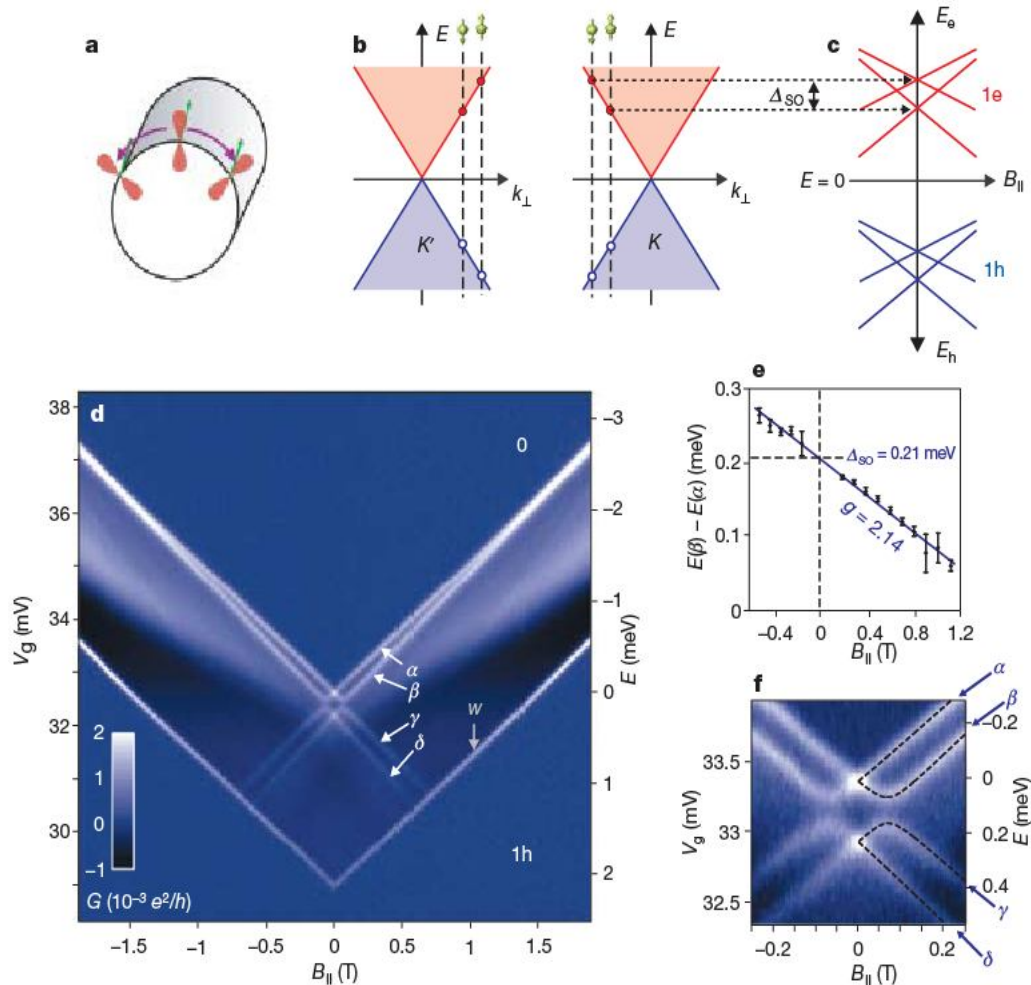 a
b
E
E
c
E_e
Δ_SO
1e
E = 0
B_||
k_⊥
k_⊥
K′
K
1h
E_h
d
38
36
34
32
30
V_g (mV)
0
−3
−2
−1
0
1
2
E (meV)
α
β
γ
δ
w
1h
2
1
0
−1
G (10⁻³ e²/h)
−1.5
−1.0
−0.5
0
0.5
1.0
1.5
B_|| (T)
e
0.3
0.2
0.1
0
E(β) − E(α) (meV)
Δ_SO = 0.21 meV
g = 2.14
−0.4
0
0.4
0.8
1.2
B_|| (T)
f
α
β
33.5
33
32.5
V_g (mV)
-0.2
0
0.2
0.4
E (meV)
γ
δ
−0.2
0
0.2
B_|| (T)